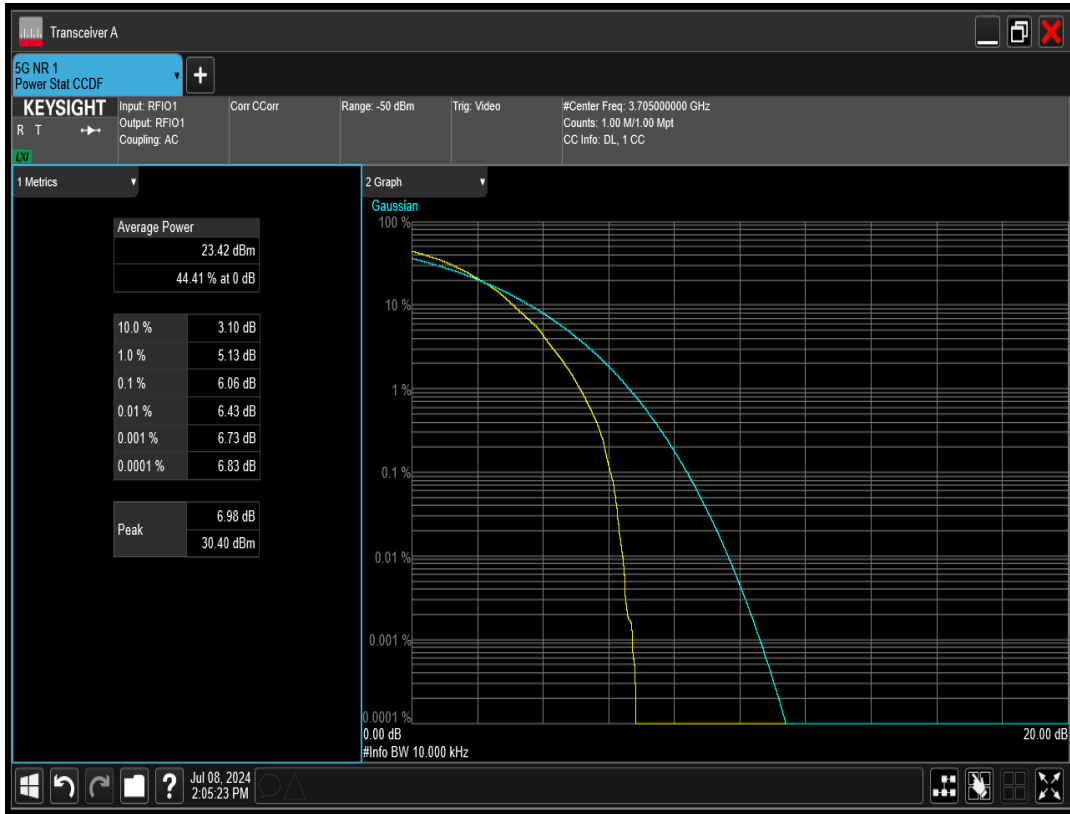 Transceiver A
5G NR 1
Power Stat CCDF
KEYSIGHT
R T
LXI
Input: RFIO1
Output: RFIO1
Coupling: AC
Corr CCorr
Range: -50 dBm
Trig: Video
#Center Freq: 3.705000000 GHz
Counts: 1.00 M/1.00 Mpt
CC Info: DL, 1 CC
1 Metrics
Average Power
23.42 dBm
44.41 % at 0 dB
10.0 % 3.10 dB
1.0 % 5.13 dB
0.1 % 6.06 dB
0.01 % 6.43 dB
0.001 % 6.73 dB
0.0001 % 6.83 dB
Peak
6.98 dB
30.40 dBm
2 Graph
Gaussian
100 %
10 %
1 %
0.1 %
0.01 %
0.001 %
0.0001 %
0.00 dB 20.00 dB
#Info BW 10.000 kHz
?
Jul 08, 2024
2:05:23 PM